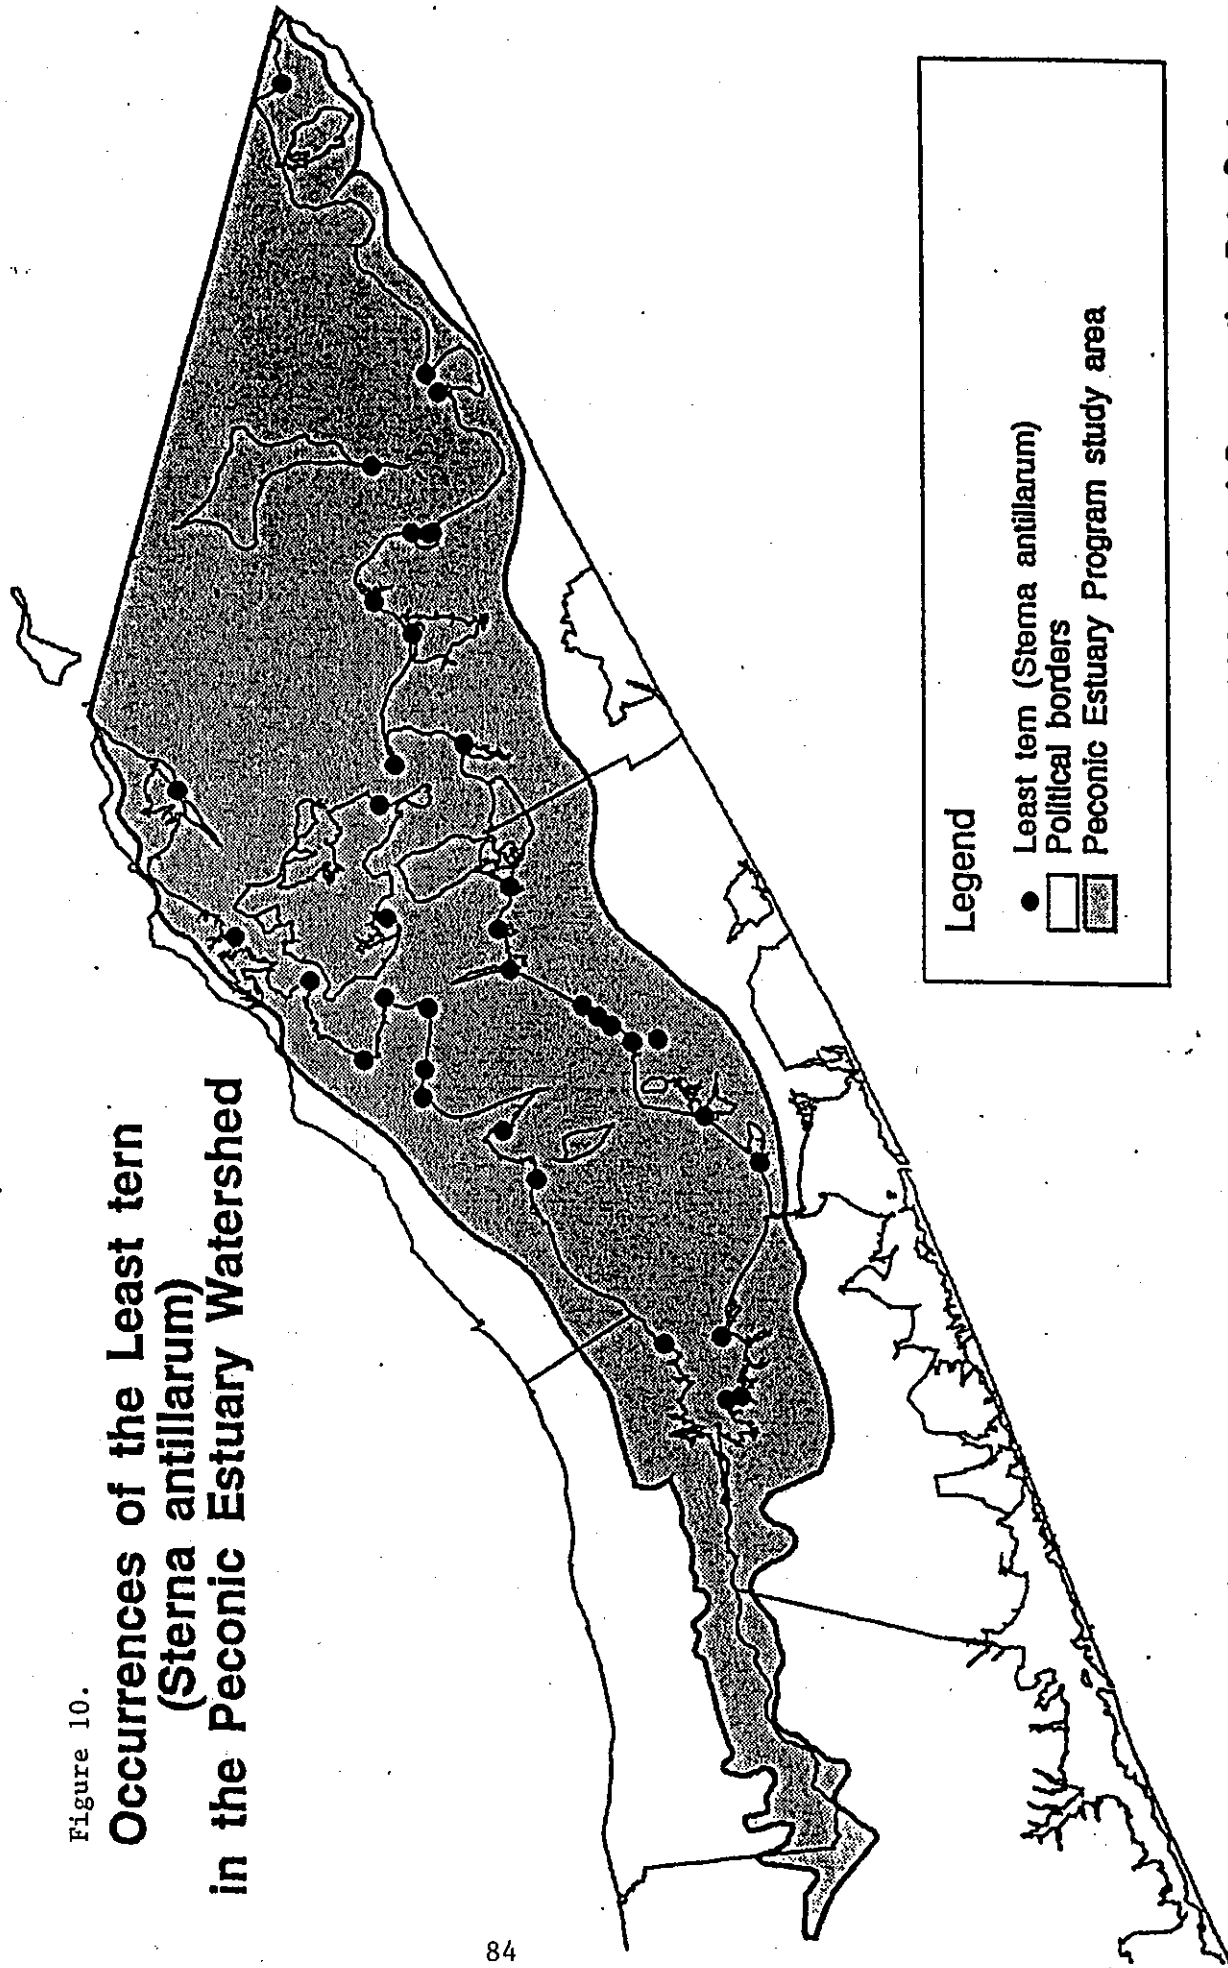 Figure 10.
Occurrences of the Least tern
(Sterna antillarum)
in the Peconic Estuary Watershed
Legend
Least tern (Sterna antillarum)
Political borders
Peconic Estuary Program study area
84